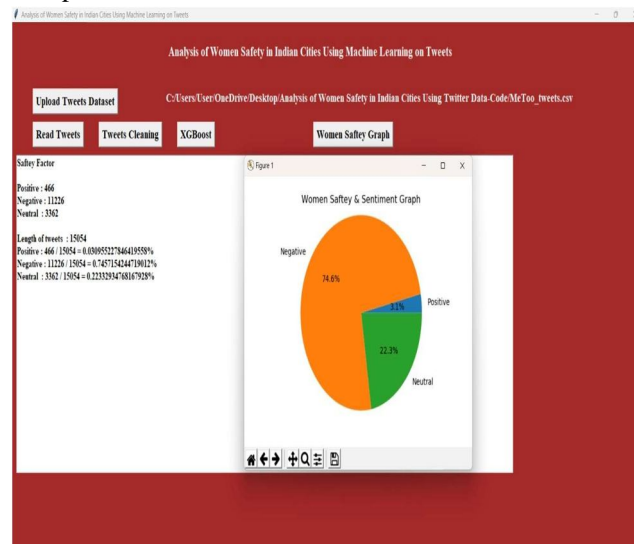 Analysis of Women Safety in Indian Cities Using Machine Learning on Tweets
Analysis of Women Safety in Indian Cities Using Machine Learning on Tweets
Upload Tweets Dataset
C:/Users/User/OneDrive/Desktop/Analysis of Women Safety in Indian Cities Using Twitter Data-Code/MeToo_tweets.csv
Read Tweets
Tweets Cleaning
XGBoost
Women Saftey Graph
Saftey Factor
Positive : 466
Negative : 11226
Neutral : 3362
Length of tweets : 15054
Positive : 466 / 15054 = 0.030955227846419558%
Negative : 11226 / 15054 = 0.7457154244719012%
Neutral : 3362 / 15054 = 0.22332934768167928%
Figure 1
Women Saftey & Sentiment Graph
Negative
74.6%
3.1%
Positive
22.3%
Neutral